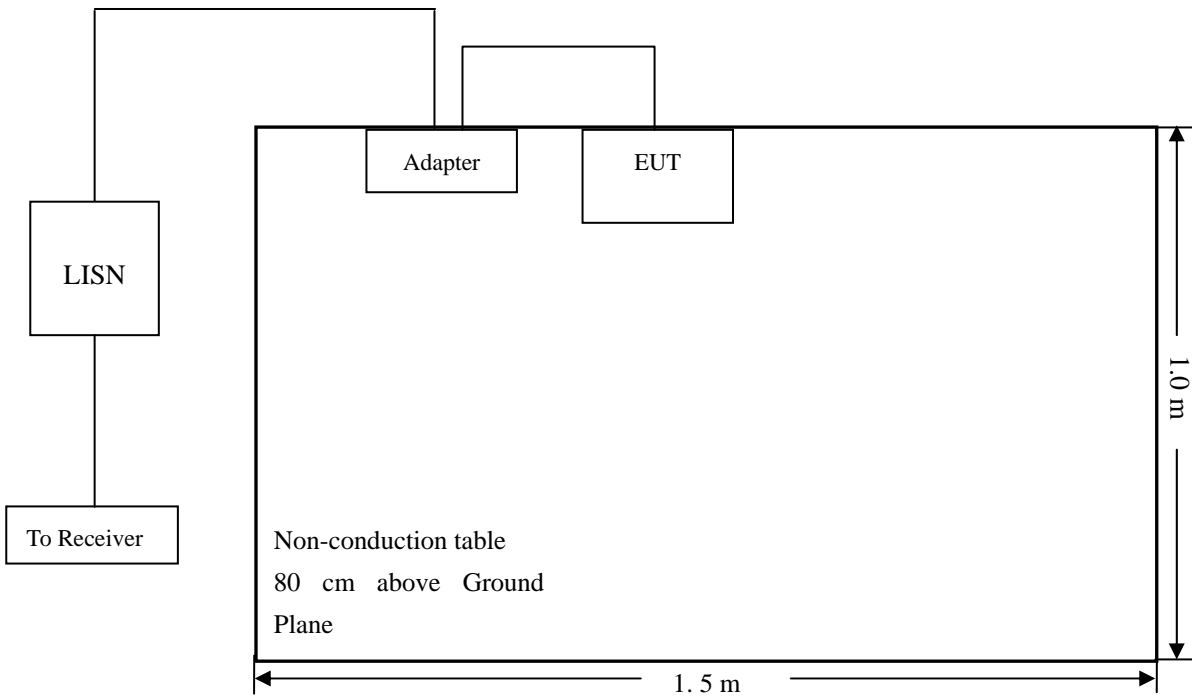 Adapter
EUT
LISN
To Receiver
Non-conduction table
80 cm above Ground
Plane
1.0 m
1. 5 m